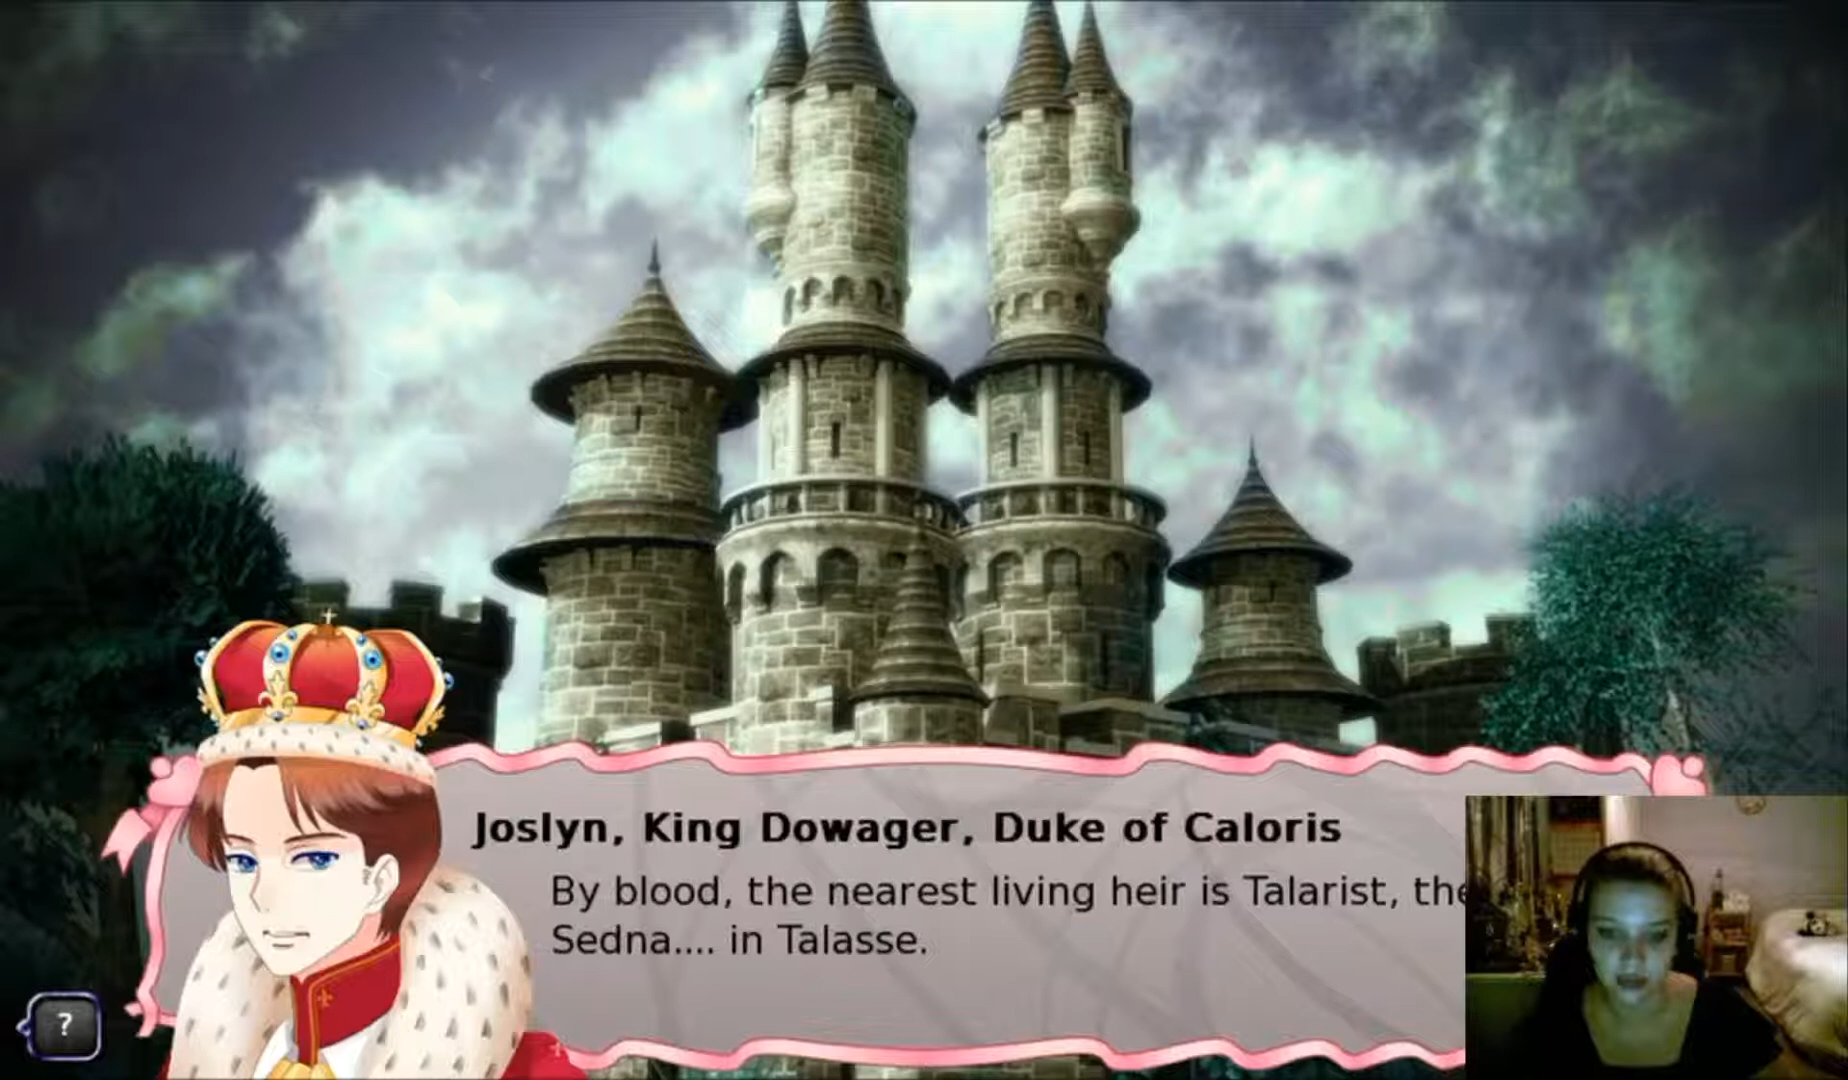 Joslyn, King Dowager, Duke of Caloris
By blood, the nearest living heir is Talarist, the
Sedna.... in Talasse.
?